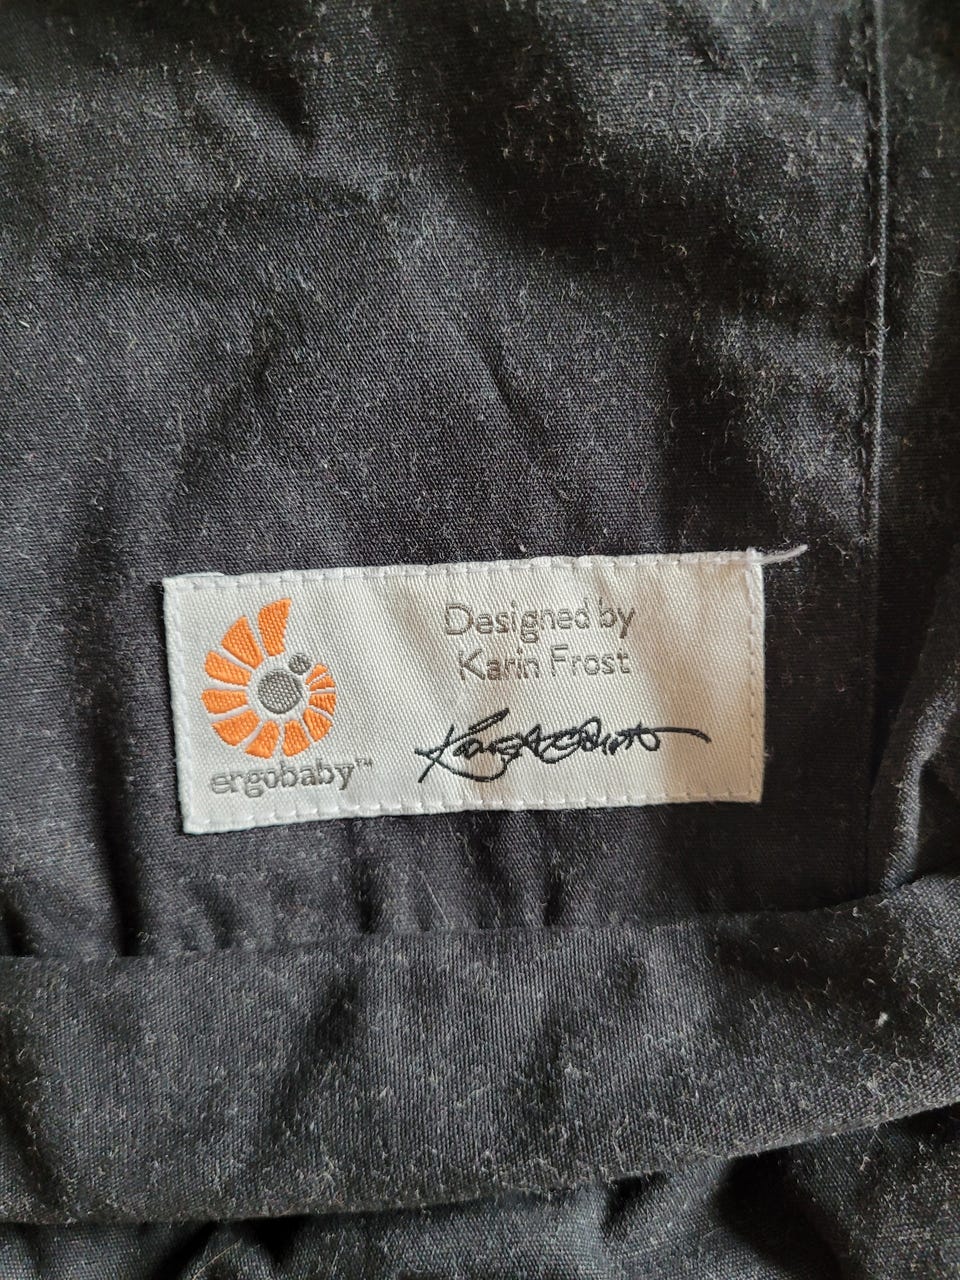 Designed by
Karin Frost
ergobaby™